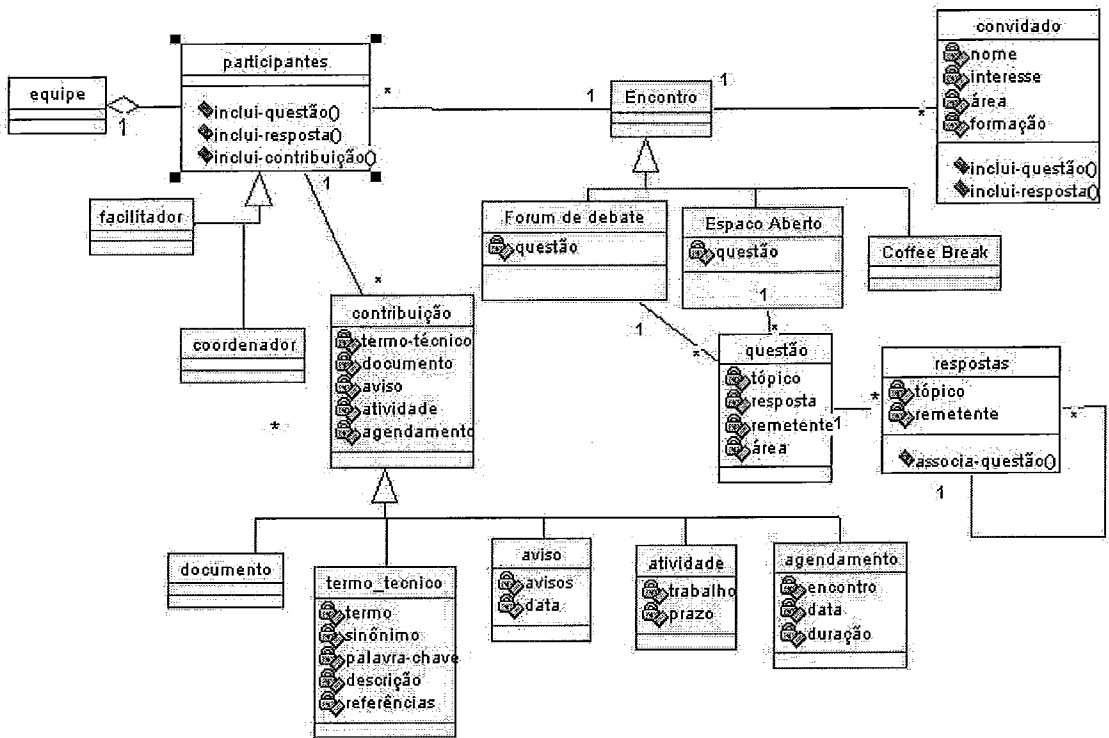 equipe
1
participantes
inclui-questão()
inclui-resposta()
inclui-contribuição()
*
1
Encontro
1
*
convidado
nome
interesse
área
formação
inclui-questão()
inclui-resposta()
facilitador
coordenador
1
*
contribuição
termo-técnico
documento
aviso
atividade
agendamento
*
Forum de debate
questão
Espaco Aberto
questão
Coffee Break
1
*
1
*
questão
tópico
resposta
remetente
área
1
*
respostas
tópico
remetente
associa-questão()
*
1
documento
termo_tecnico
termo
sinônimo
palavra-chave
descrição
referências
aviso
avisos
data
atividade
trabalho
prazo
agendamento
encontro
data
duração